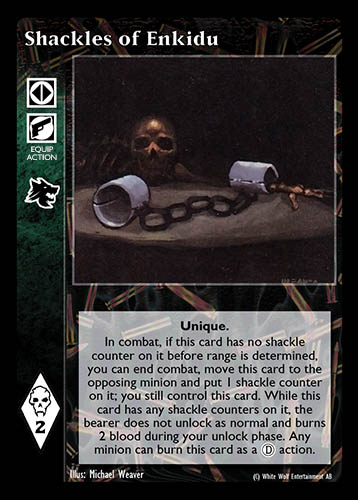 Shackles of Enkidu
EQUIP
ACTION
Unique.
In combat, if this card has no shackle
counter on it before range is determined,
you can end combat, move this card to the
opposing minion and put 1 shackle counter
on it; you still control this card. While this
card has any shackle counters on it, the
bearer does not unlock as normal and burns
2 blood during your unlock phase. Any
minion can burn this card as a Ⓓ action.
2
Illus: Michael Weaver
(C) White Wolf Entertainment AB